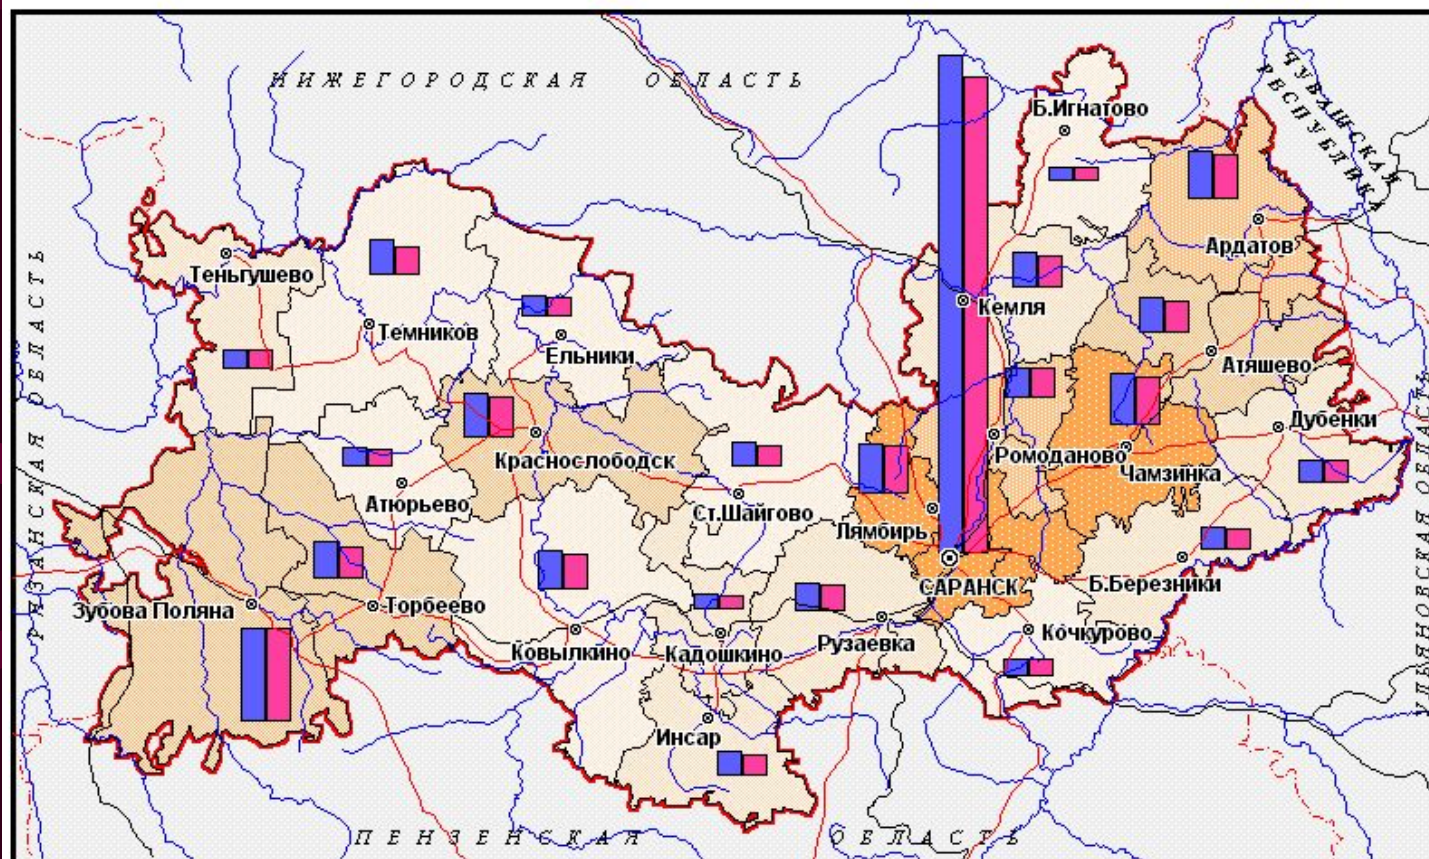 НИЖЕГОРОДСКАЯ ОБЛАСТЬ
ЧУВАШСКАЯ
РЕСПУБЛИКА
Б.Игнатово
Ардатов
Теньгушево
Темников
Кемля
Ельники
Атяшево
РЯЗАНСКАЯ ОБЛАСТЬ
Дубенки
Краснослободск
Ромоданово
Чамзинка
Атюрьево
Ст.Шайгово
Лямбирь
УЛЬЯНОВСКАЯ ОБЛАСТЬ
САРАНСК
Б.Березники
Зубова Поляна
Торбеево
Ковылкино
Кадошкино
Рузаевка
Кочкурово
Инсар
ПЕНЗЕНСКАЯ ОБЛАСТЬ